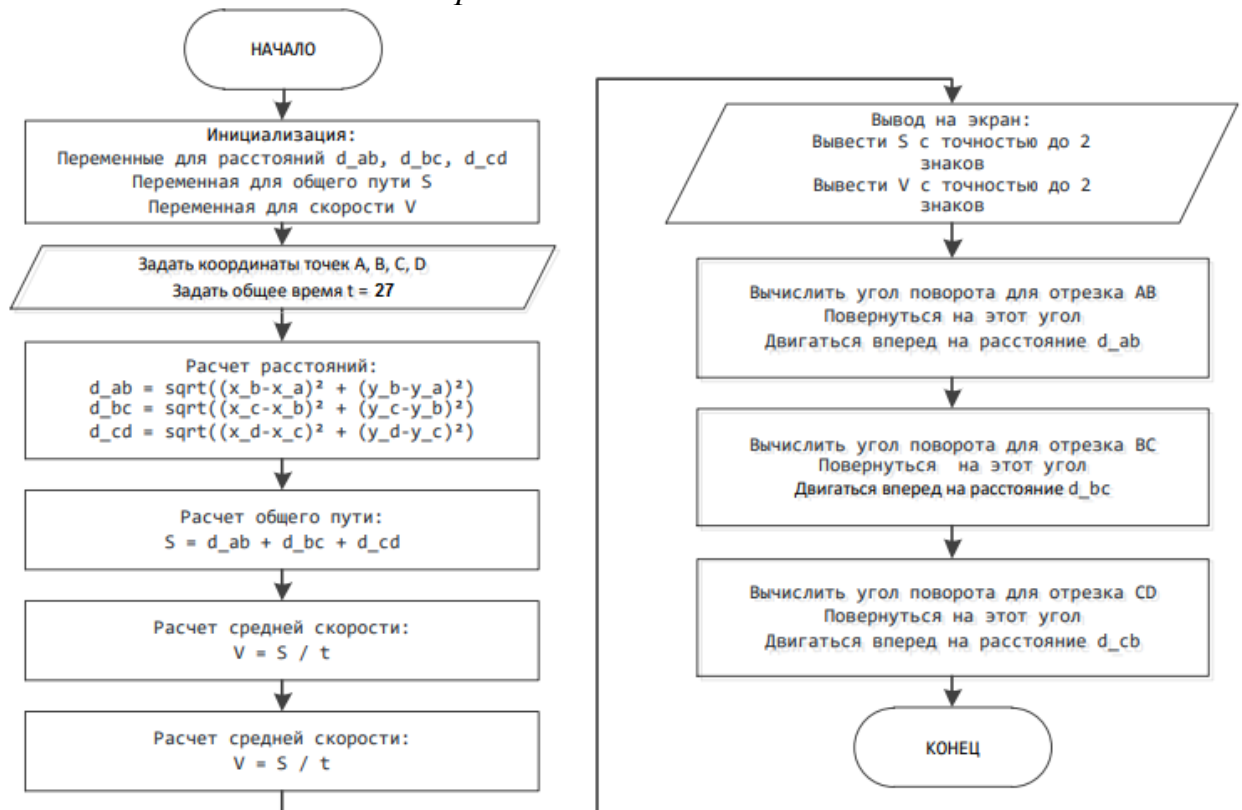 НАЧАЛО
Инициализация:
Переменные для расстояний d_ab, d_bc, d_cd
Переменная для общего пути S
Переменная для скорости V
Задать координаты точек A, B, C, D
Задать общее время t = 27
Расчет расстояний:
d_ab = sqrt((x_b-x_a)² + (y_b-y_a)²)
d_bc = sqrt((x_c-x_b)² + (y_c-y_b)²)
d_cd = sqrt((x_d-x_c)² + (y_d-y_c)²)
Расчет общего пути:
S = d_ab + d_bc + d_cd
Расчет средней скорости:
V = S / t
Расчет средней скорости:
V = S / t
Вывод на экран:
Вывести S с точностью до 2
знаков
Вывести V с точностью до 2
знаков
Вычислить угол поворота для отрезка AB
Повернуться на этот угол
Двигаться вперед на расстояние d_ab
Вычислить угол поворота для отрезка BC
Повернуться на этот угол
Двигаться вперед на расстояние d_bc
Вычислить угол поворота для отрезка CD
Повернуться на этот угол
Двигаться вперед на расстояние d_cb
КОНЕЦ